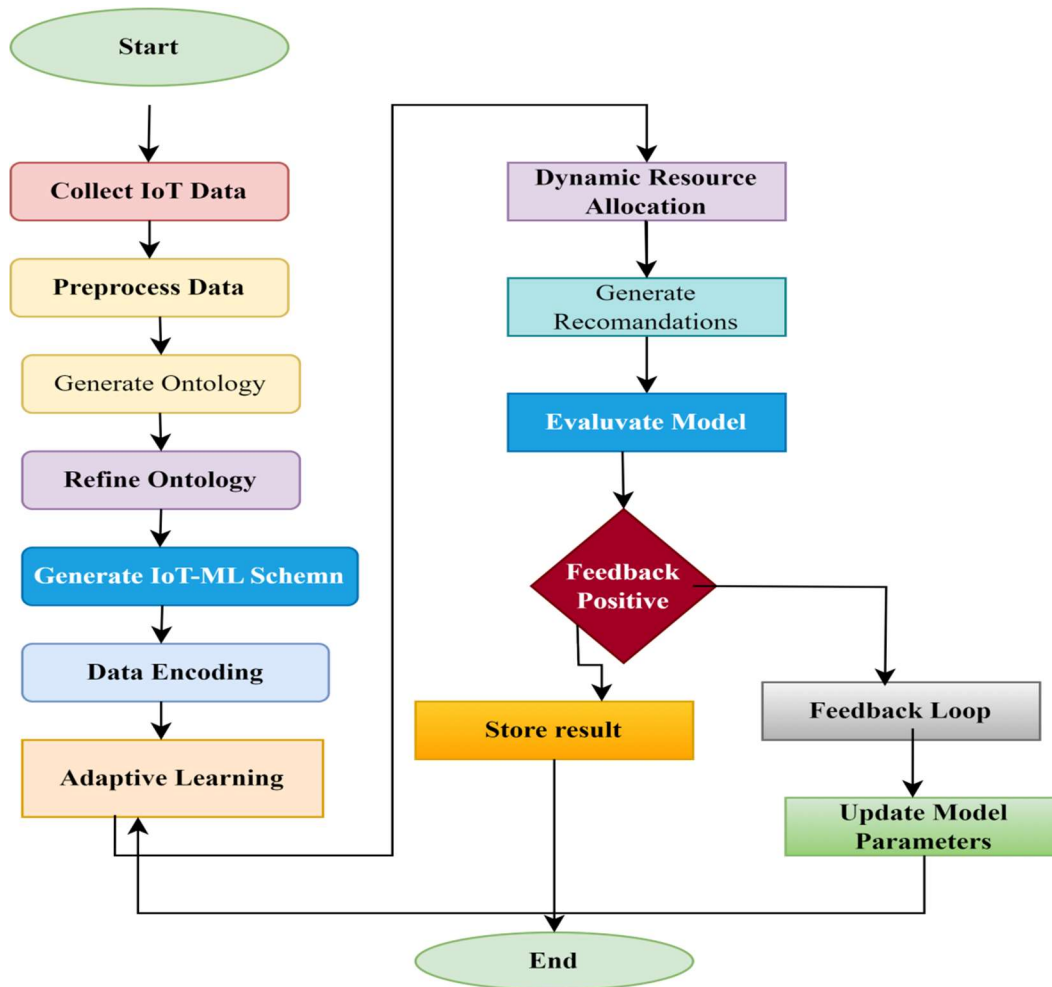 Start
Collect IoT Data
Preprocess Data
Generate Ontology
Refine Ontology
Generate IoT-ML Schemn
Data Encoding
Adaptive Learning
Dynamic Resource
Allocation
Generate
Recomandations
Evaluvate Model
Feedback
Positive
Store result
Feedback Loop
Update Model
Parameters
End